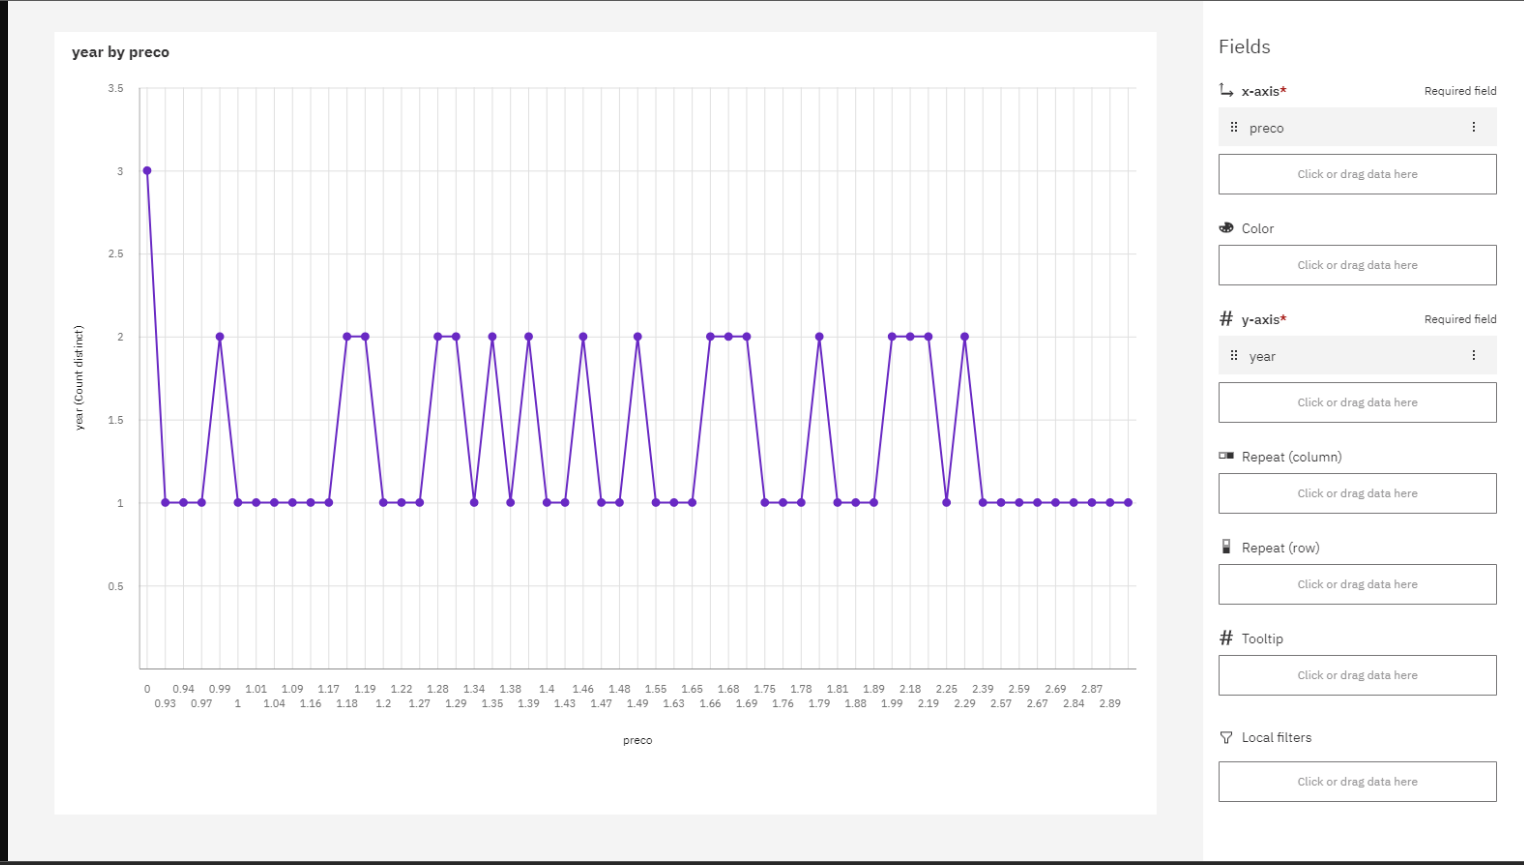 year by preco
3.5
3
2.5
2
1.5
1
0.5
year (Count distinct)
0 0.94 0.99 1.01 1.09 1.17 1.19 1.22 1.28 1.34 1.38 1.4 1.46 1.48 1.55 1.65 1.68 1.75 1.78 1.81 1.89 2.18 2.25 2.39 2.59 2.69 2.87
0.93 0.97 1 1.04 1.16 1.18 1.2 1.27 1.29 1.35 1.39 1.43 1.47 1.49 1.63 1.66 1.69 1.76 1.79 1.88 1.99 2.19 2.29 2.57 2.67 2.84 2.89
preco
Fields
x-axis* Required field
preco
Click or drag data here
Color
Click or drag data here
# y-axis* Required field
year
Click or drag data here
Repeat (column)
Click or drag data here
Repeat (row)
Click or drag data here
# Tooltip
Click or drag data here
Local filters
Click or drag data here